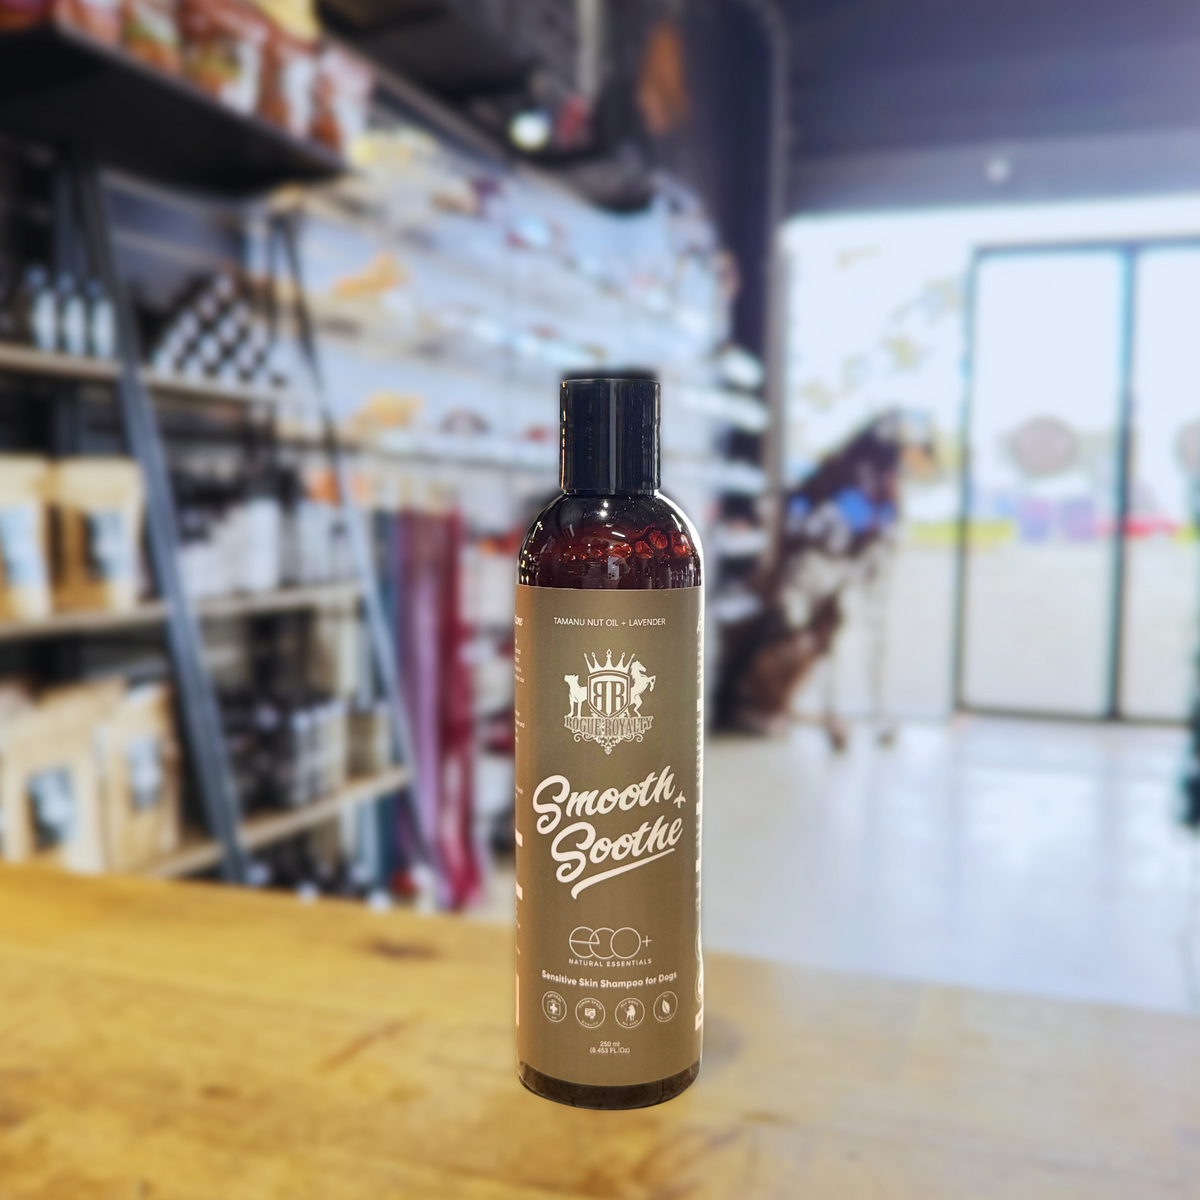 TAMANU NUT OIL + LAVENDER
RR
ROGUE ROYALTY
Smooth +
Soothe
eco+
NATURAL ESSENTIALS
Sensitive Skin Shampoo for Dogs
250 ml
(8.453 FL./Oz)